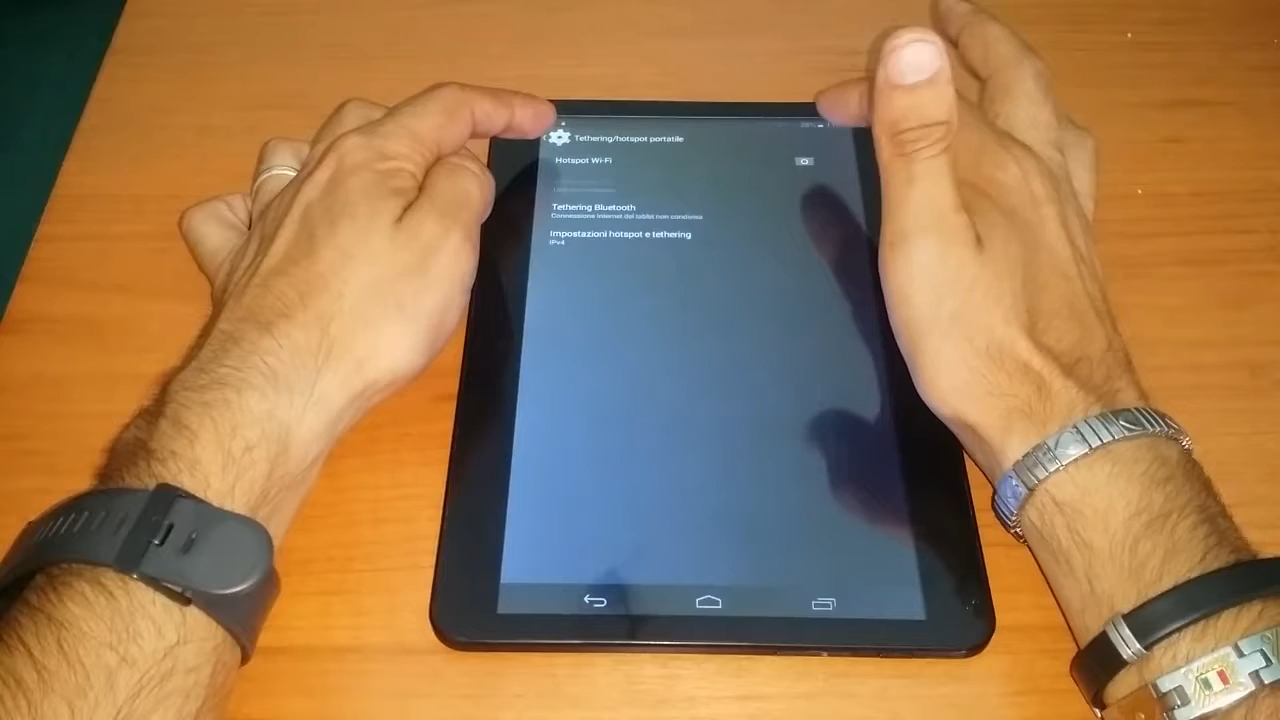 Tethering/hotspot portatile
Hotspot Wi-Fi
Tethering Bluetooth
Connessione Internet del tablet non condivisa
Impostazioni hotspot e tethering
IPv4